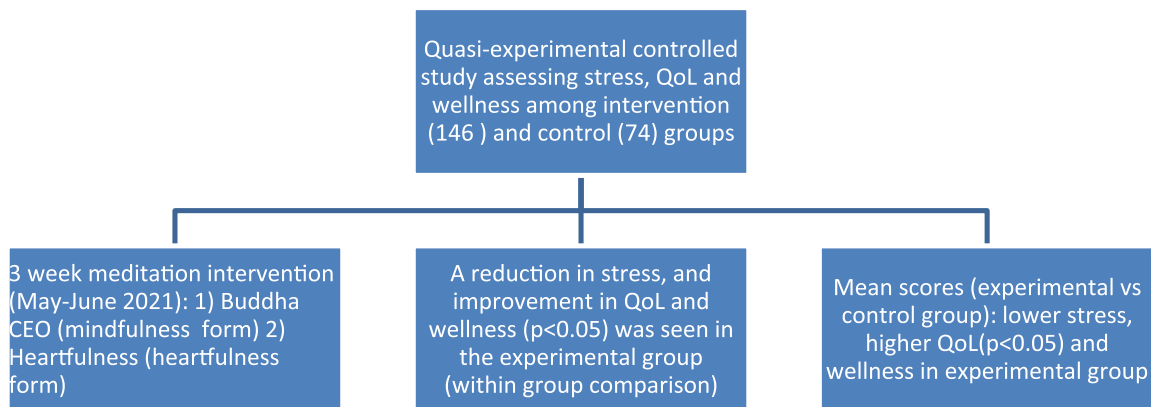 Quasi-experimental controlled
study assessing stress, QoL and
wellness among intervention
(146 ) and control (74) groups
3 week meditation intervention
(May-June 2021): 1) Buddha
CEO (mindfulness  form) 2)
Heartfulness (heartfulness
form)
A reduction in stress, and
improvement in QoL and
wellness (p<0.05) was seen in
the experimental group
(within group comparison)
Mean scores (experimental vs
control group): lower stress,
higher QoL(p<0.05) and
wellness in experimental group